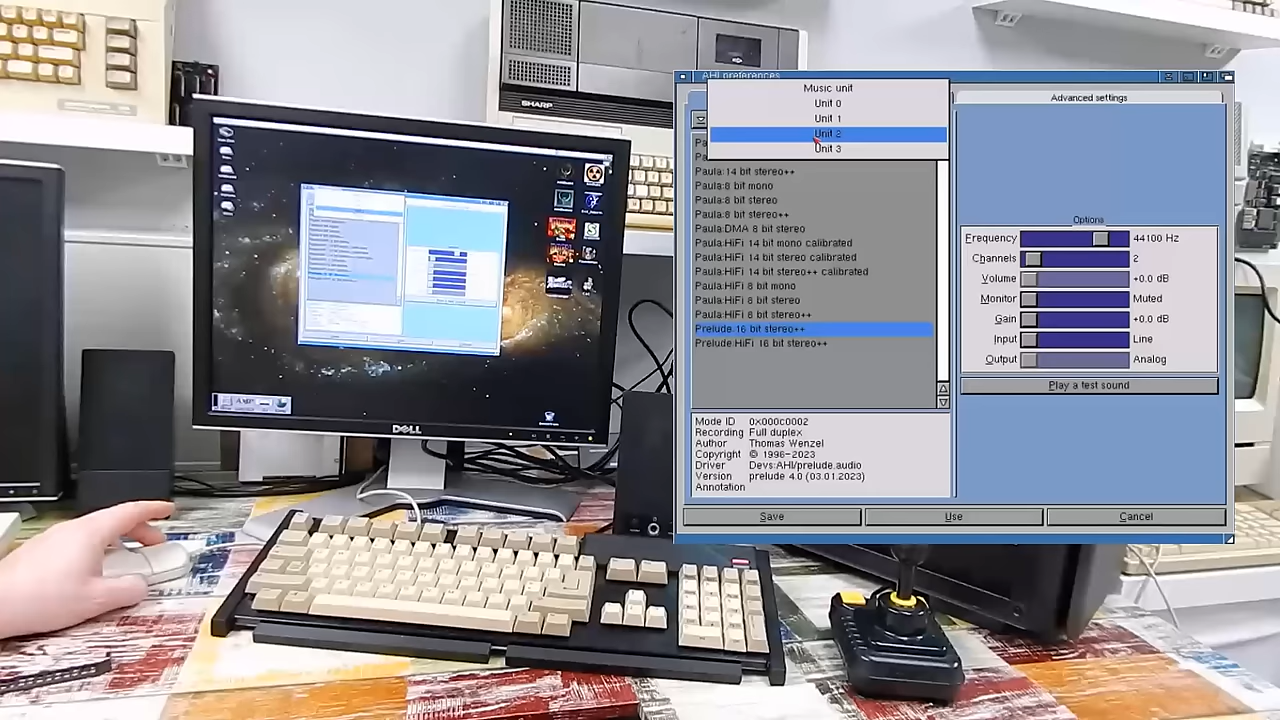 SHARP
DELL
AHI preferences
Music unit
Unit 0
Unit 1
Unit 2
Unit 3
Paula:14 bit stereo++
Paula:8 bit mono
Paula:8 bit stereo
Paula:8 bit stereo++
Paula:DMA 8 bit stereo
Paula:HiFi 14 bit mono calibrated
Paula:HiFi 14 bit stereo calibrated
Paula:HiFi 14 bit stereo++ calibrated
Paula:HiFi 8 bit mono
Paula:HiFi 8 bit stereo
Paula:HiFi 8 bit stereo++
Prelude:16 bit stereo++
Prelude:HiFi 16 bit stereo++
Mode ID 0x000c0002
Recording Full duplex
Author Thomas Wenzel
Copyright © 1996-2023
Driver Devs:AHI/prelude.audio
Version prelude 4.0 (03.01.2023)
Annotation
Advanced settings
Options
Frequency 44100 Hz
Channels 2
Volume +0.0 dB
Monitor Muted
Gain +0.0 dB
Input Line
Output Analog
Play a test sound
Save
Use
Cancel